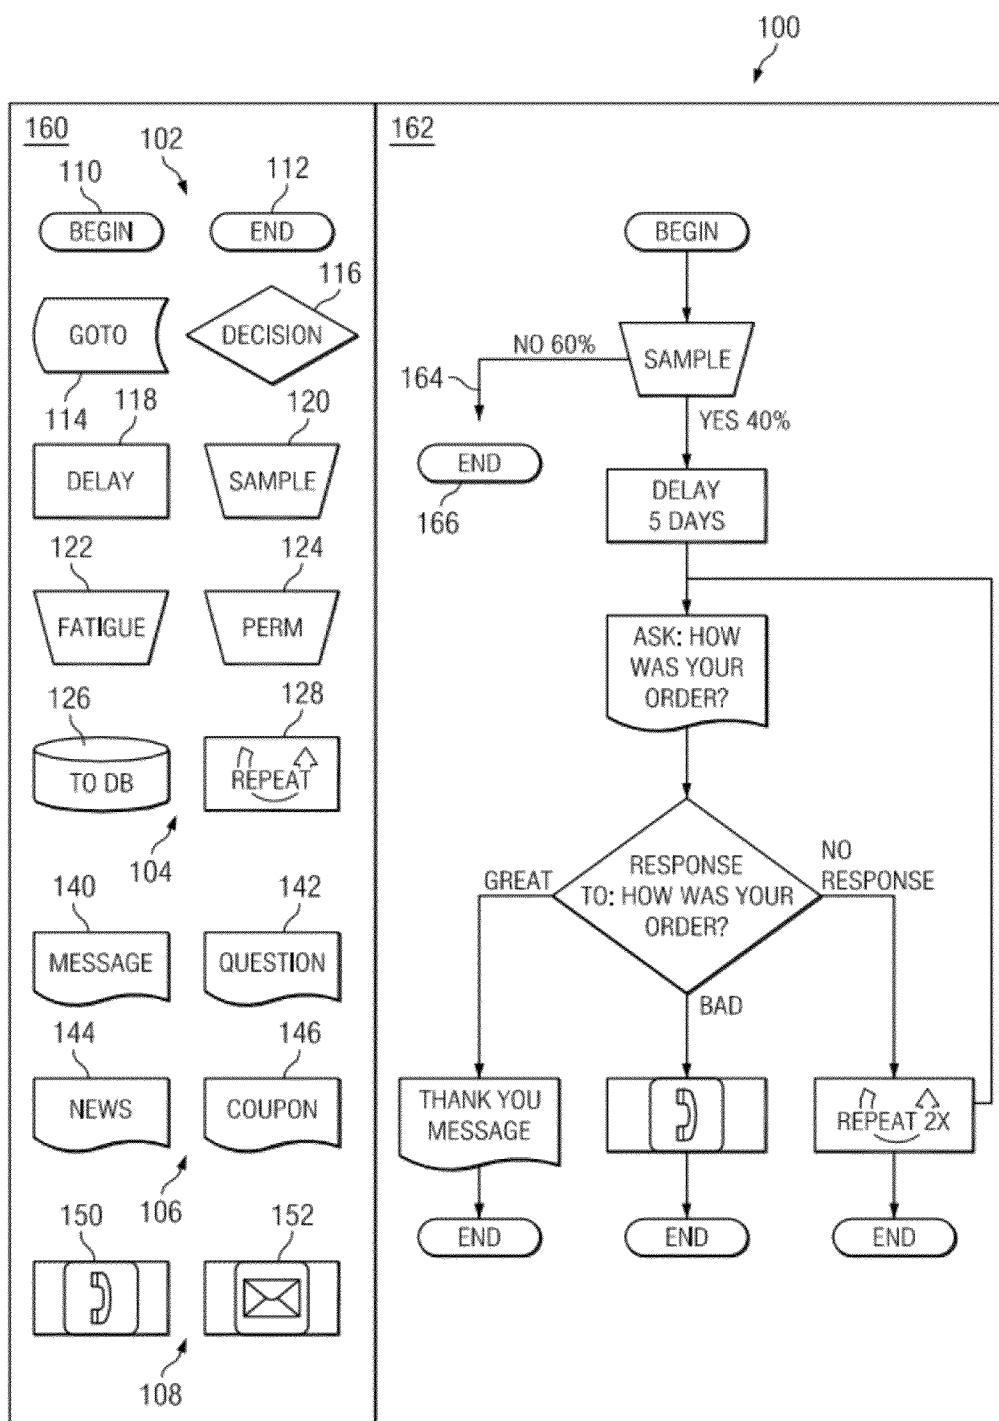 100
160
102
110
112
BEGIN
END
116
GOTO
DECISION
114
118
120
DELAY
SAMPLE
122
124
FATIGUE
PERM
126
128
TO DB
REPEAT
104
140
142
MESSAGE
QUESTION
144
146
NEWS
COUPON
106
150
152
108
162
BEGIN
NO 60%
SAMPLE
164
YES 40%
END
166
DELAY
5 DAYS
ASK: HOW
WAS YOUR
ORDER?
RESPONSE
TO: HOW WAS YOUR
ORDER?
GREAT
NO
RESPONSE
BAD
THANK YOU
MESSAGE
REPEAT 2X
END
END
END